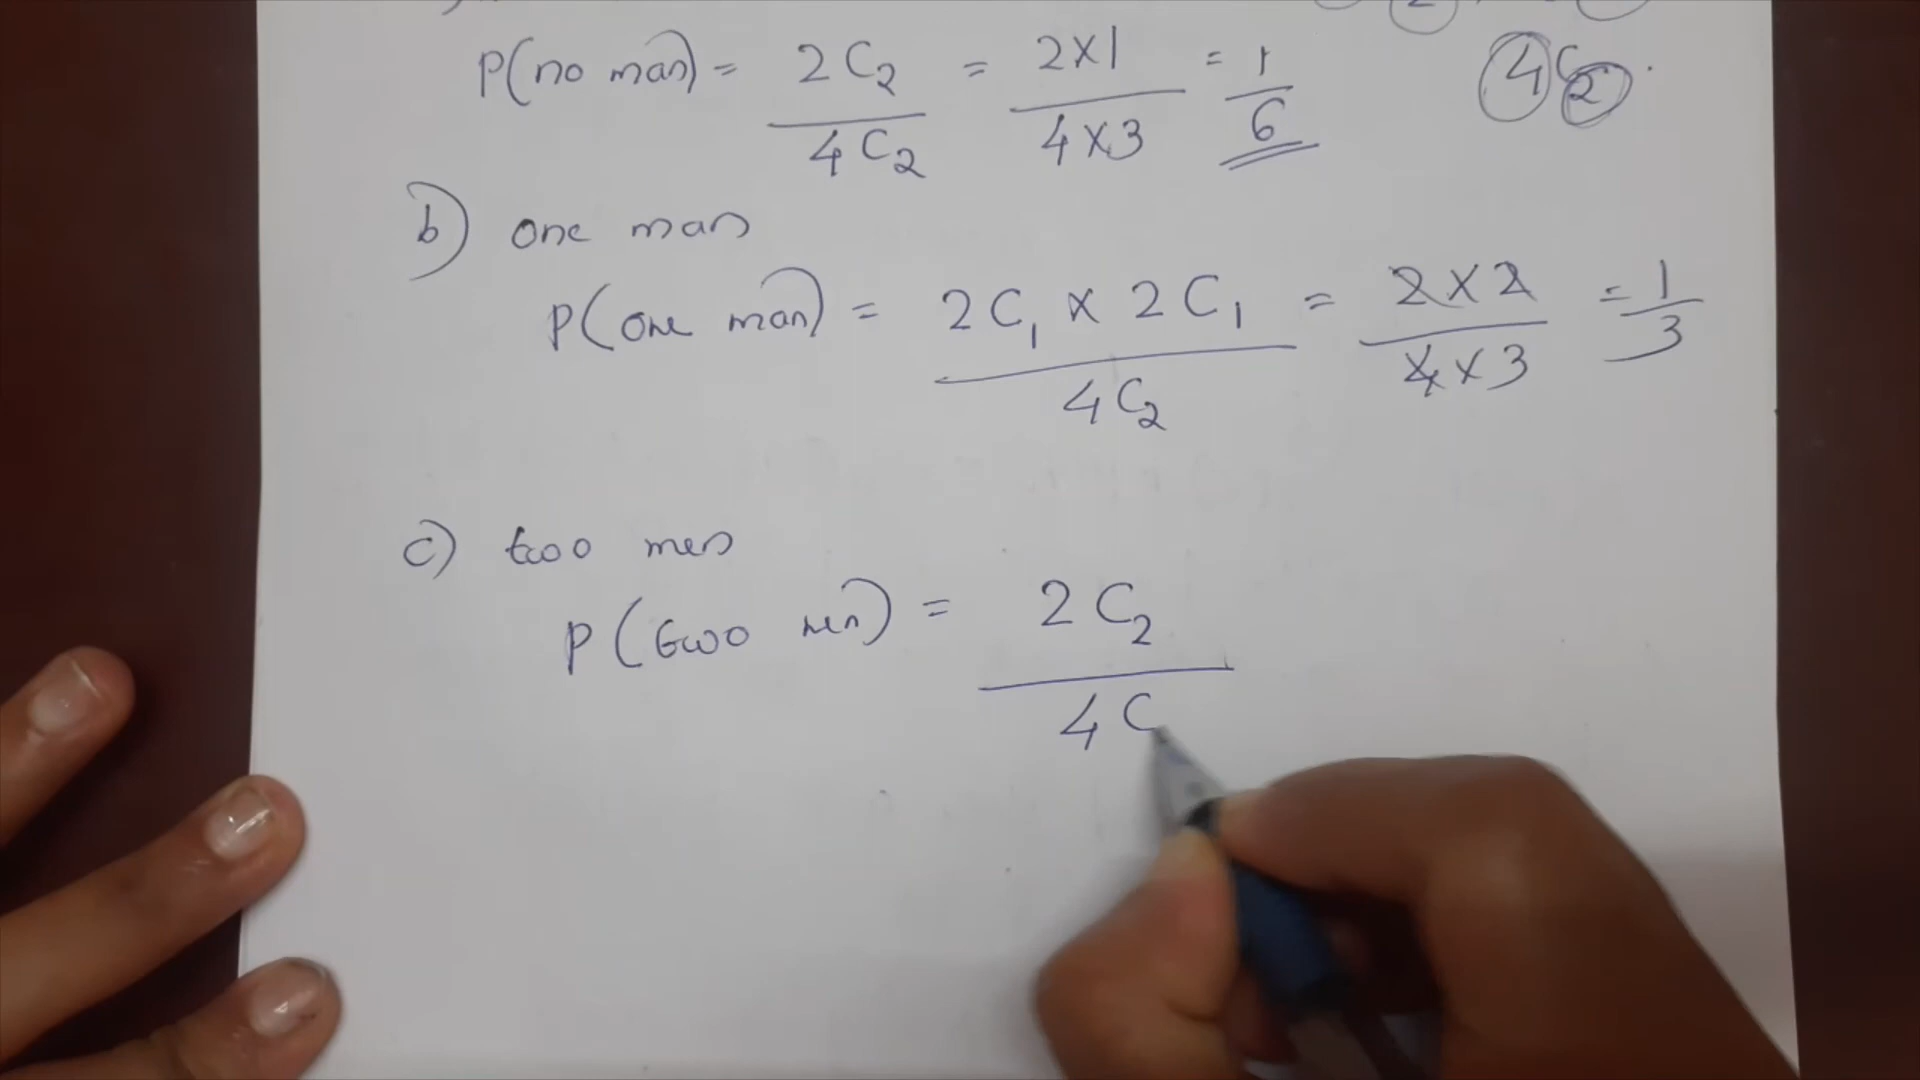 P(no man) = 2C₂ / 4C₂ = 2×1 / 4×3 = 1/6
4C₂
b) one man
P(one man) = 2C₁ × 2C₁ / 4C₂ = 2×2 / 4×3 = 1/3
c) two men
P(two men) = 2C₂ / 4C